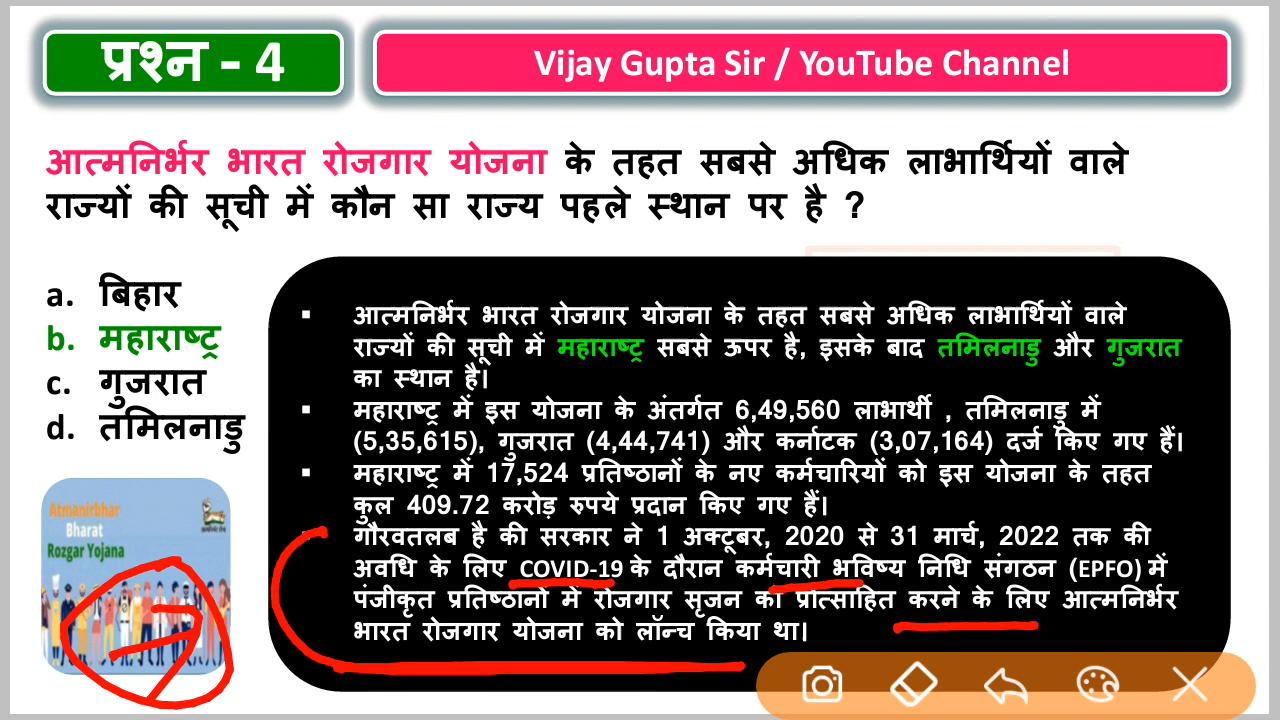 प्रश्न - 4
Vijay Gupta Sir / YouTube Channel
आत्मनिर्भर भारत रोजगार योजना के तहत सबसे अधिक लाभार्थियों वाले
राज्यों की सूची में कौन सा राज्य पहले स्थान पर है ?
a. बिहार
b. महाराष्ट्र
c. गुजरात
d. तमिलनाडु
▪ आत्मनिर्भर भारत रोजगार योजना के तहत सबसे अधिक लाभार्थियों वाले
राज्यों की सूची में महाराष्ट्र सबसे ऊपर है, इसके बाद तमिलनाडु और गुजरात
का स्थान है।
▪ महाराष्ट्र में इस योजना के अंतर्गत 6,49,560 लाभार्थी , तमिलनाडु में
(5,35,615), गुजरात (4,44,741) और कर्नाटक (3,07,164) दर्ज किए गए हैं।
▪ महाराष्ट्र में 17,524 प्रतिष्ठानों के नए कर्मचारियों को इस योजना के तहत
कुल 409.72 करोड़ रुपये प्रदान किए गए हैं।
गौरवतलब है की सरकार ने 1 अक्टूबर, 2020 से 31 मार्च, 2022 तक की
अवधि के लिए COVID-19 के दौरान कर्मचारी भविष्य निधि संगठन (EPFO) में
पंजीकृत प्रतिष्ठानों में रोजगार सृजन को प्रोत्साहित करने के लिए आत्मनिर्भर
भारत रोजगार योजना को लॉन्च किया था।
Atmanirbhar
Bharat
Rozgar Yojana